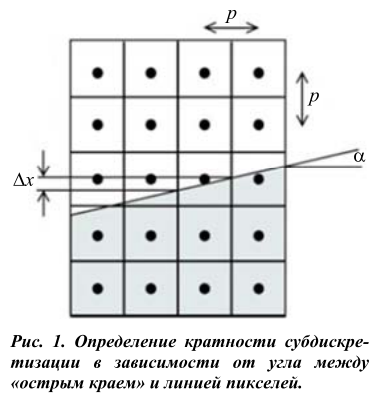 p
p
α
Δx
Рис. 1. Определение кратности субдискре-
тизации в зависимости от угла между
«острым краем» и линией пикселей.